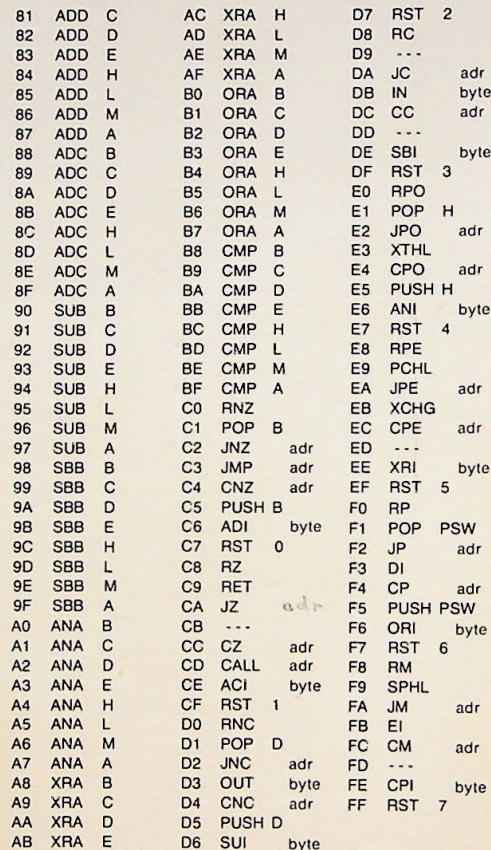 81 ADD C
82 ADD D
83 ADD E
84 ADD H
85 ADD L
86 ADD M
87 ADD A
88 ADC B
89 ADC C
8A ADC D
8B ADC E
8C ADC H
8D ADC L
8E ADC M
8F ADC A
90 SUB B
91 SUB C
92 SUB D
93 SUB E
94 SUB H
95 SUB L
96 SUB M
97 SUB A
98 SBB B
99 SBB C
9A SBB D
9B SBB E
9C SBB H
9D SBB L
9E SBB M
9F SBB A
A0 ANA B
A1 ANA C
A2 ANA D
A3 ANA E
A4 ANA H
A5 ANA L
A6 ANA M
A7 ANA A
A8 XRA B
A9 XRA C
AA XRA D
AB XRA E
AC XRA H
AD XRA L
AE XRA M
AF XRA A
B0 ORA B
B1 ORA C
B2 ORA D
B3 ORA E
B4 ORA H
B5 ORA L
B6 ORA M
B7 ORA A
B8 CMP B
B9 CMP C
BA CMP D
BB CMP E
BC CMP H
BD CMP L
BE CMP M
BF CMP A
C0 RNZ
C1 POP B
C2 JNZ adr
C3 JMP adr
C4 CNZ adr
C5 PUSH B
C6 ADI byte
C7 RST 0
C8 RZ
C9 RET
CA JZ adr
CB ---
CC CZ adr
CD CALL adr
CE ACI byte
CF RST 1
D0 RNC
D1 POP D
D2 JNC adr
D3 OUT byte
D4 CNC adr
D5 PUSH D
D6 SUI byte
D7 RST 2
D8 RC
D9 ---
DA JC adr
DB IN byte
DC CC adr
DD ---
DE SBI byte
DF RST 3
E0 RPO
E1 POP H
E2 JPO adr
E3 XTHL
E4 CPO adr
E5 PUSH H
E6 ANI byte
E7 RST 4
E8 RPE
E9 PCHL
EA JPE adr
EB XCHG
EC CPE adr
ED ---
EE XRI byte
EF RST 5
F0 RP
F1 POP PSW
F2 JP adr
F3 DI
F4 CP adr
F5 PUSH PSW
F6 ORI byte
F7 RST 6
F8 RM
F9 SPHL
FA JM adr
FB EI
FC CM adr
FD ---
FE CPI byte
FF RST 7